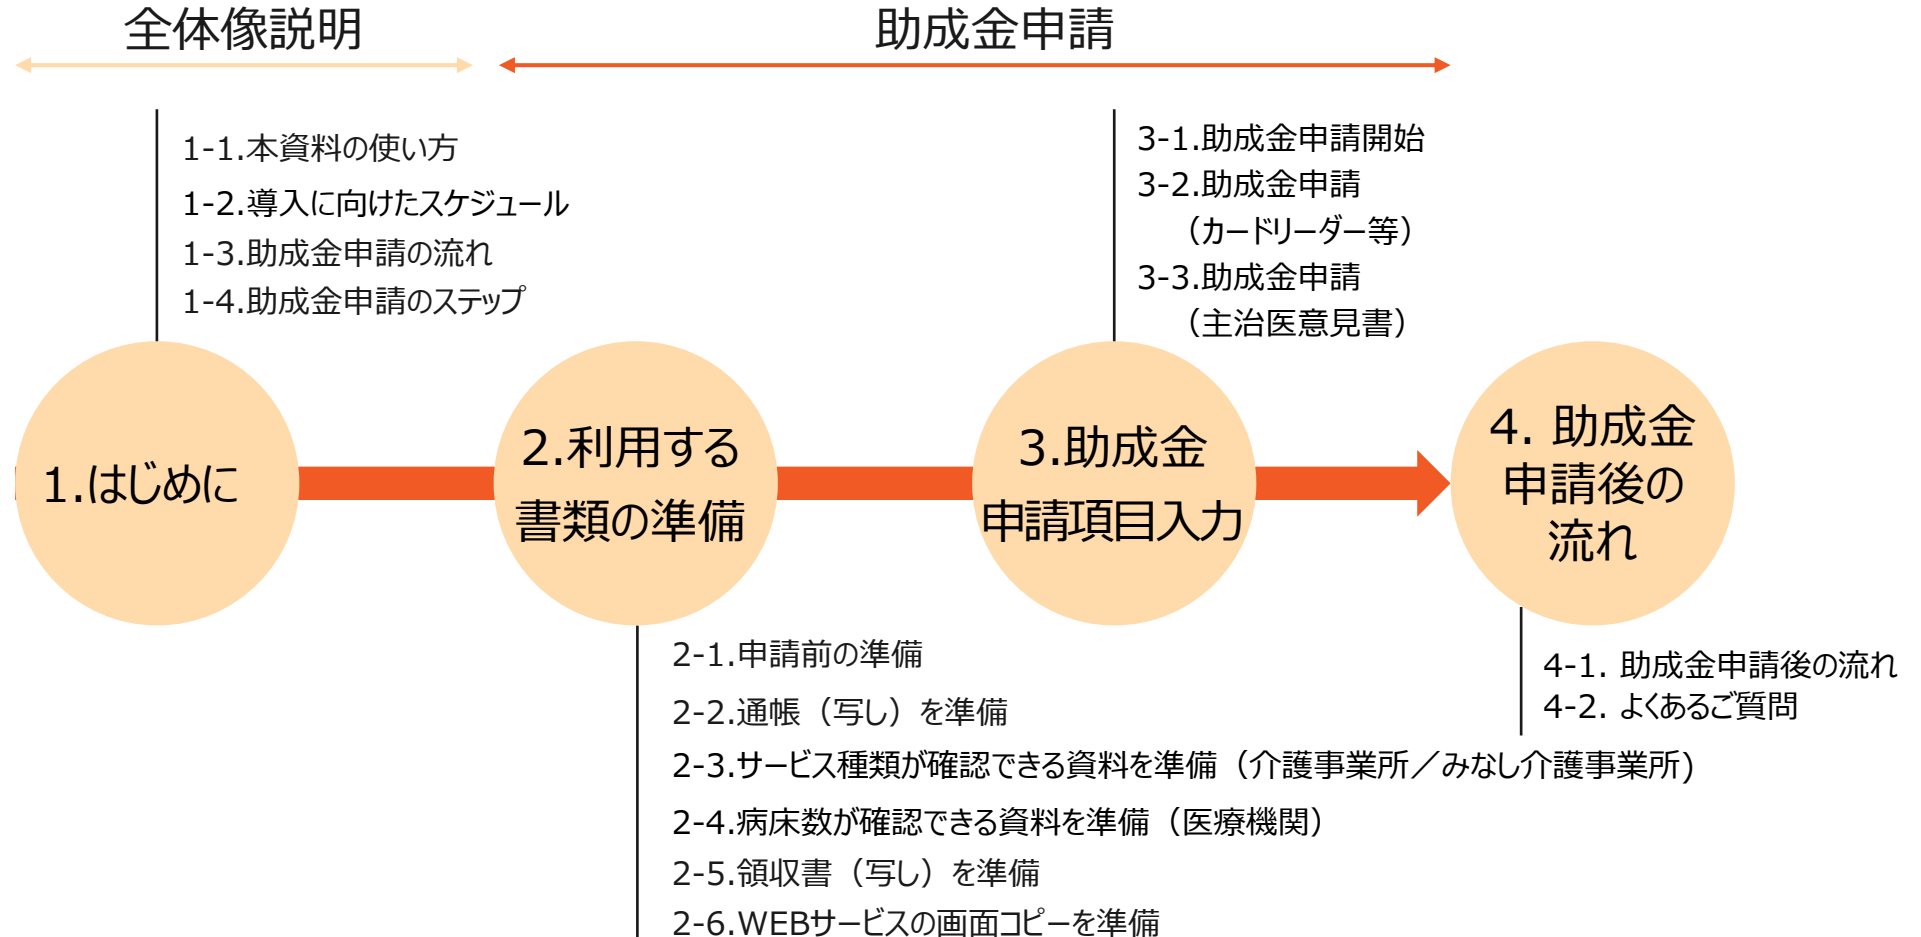 全体像説明
助成金申請
1-1.本資料の使い方
1-2.導入に向けたスケジュール
1-3.助成金申請の流れ
1-4.助成金申請のステップ
3-1.助成金申請開始
3-2.助成金申請
（カードリーダー等）
3-3.助成金申請
（主治医意見書）
1.はじめに
2.利用する
書類の準備
3.助成金
申請項目入力
4. 助成金
申請後の
流れ
2-1.申請前の準備
2-2.通帳（写し）を準備
2-3.サービス種類が確認できる資料を準備（介護事業所／みなし介護事業所)
2-4.病床数が確認できる資料を準備（医療機関）
2-5.領収書（写し）を準備
2-6.WEBサービスの画面コピーを準備
4-1. 助成金申請後の流れ
4-2. よくあるご質問